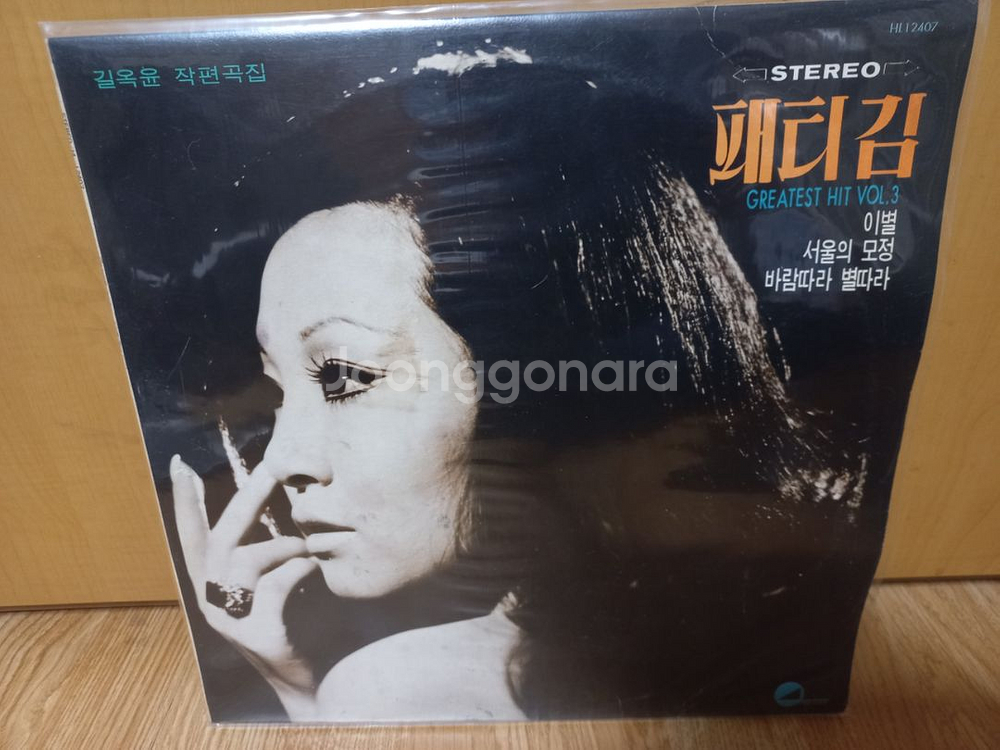 HL12407
길옥윤 작편곡집
STEREO
패티김
GREATEST HIT VOL.3
이별
서울의 모정
바람따라 별따라
Joonggonara